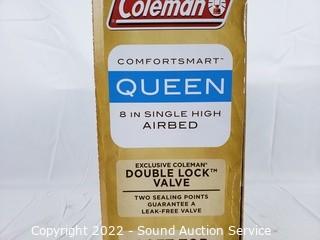 Coleman
COMFORTSMART™
QUEEN
8 IN SINGLE HIGH
AIRBED
EXCLUSIVE COLEMAN®
DOUBLE LOCK™
VALVE
TWO SEALING POINTS
GUARANTEE A
LEAK-FREE VALVE
Copyright 2022 - Sound Auction Service